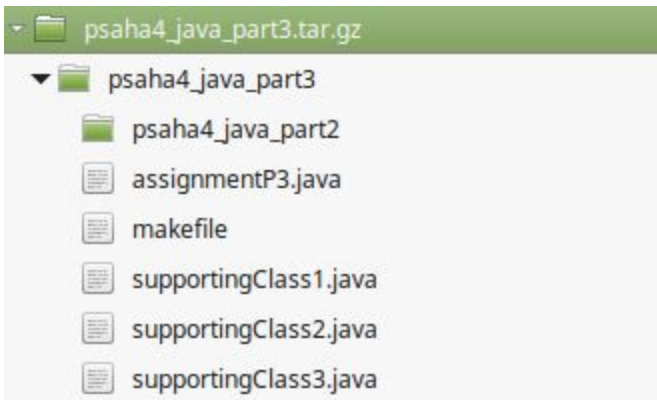 psaha4_java_part3.tar.gz
psaha4_java_part3
psaha4_java_part2
assignmentP3.java
makefile
supportingClass1.java
supportingClass2.java
supportingClass3.java